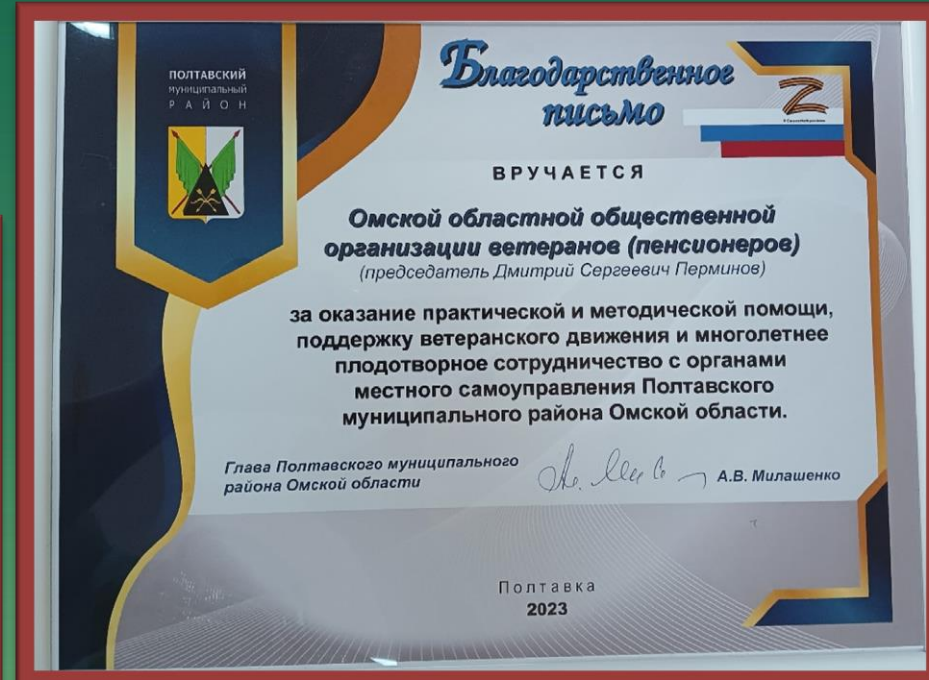 ПОЛТАВСКИЙ
муниципальный
РАЙОН
Благодарственное
письмо
Z
ВРУЧАЕТСЯ
Омской областной общественной
организации ветеранов (пенсионеров)
(председатель Дмитрий Сергеевич Перминов)
за оказание практической и методической помощи,
поддержку ветеранского движения и многолетнее
плодотворное сотрудничество с органами
местного самоуправления Полтавского
муниципального района Омской области.
Глава Полтавского муниципального
района Омской области
А.В. Милашенко
Полтавка
2023